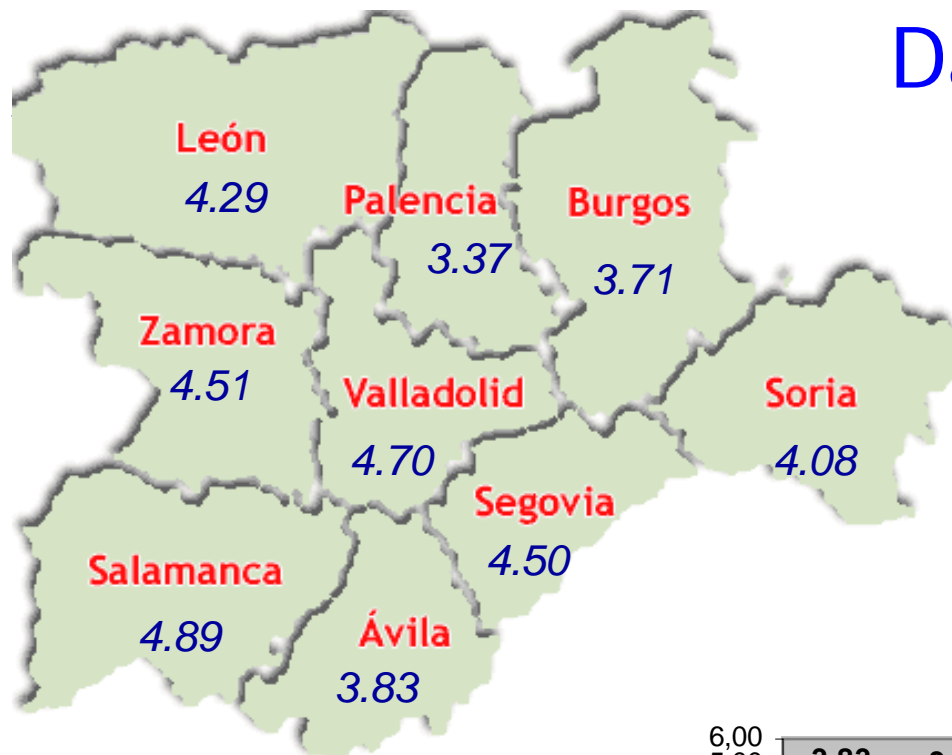 Da
León
4.29
Palencia
3.37
Burgos
3.71
Zamora
4.51
Valladolid
4.70
Soria
4.08
Segovia
4.50
Salamanca
4.89
Ávila
3.83
6,00